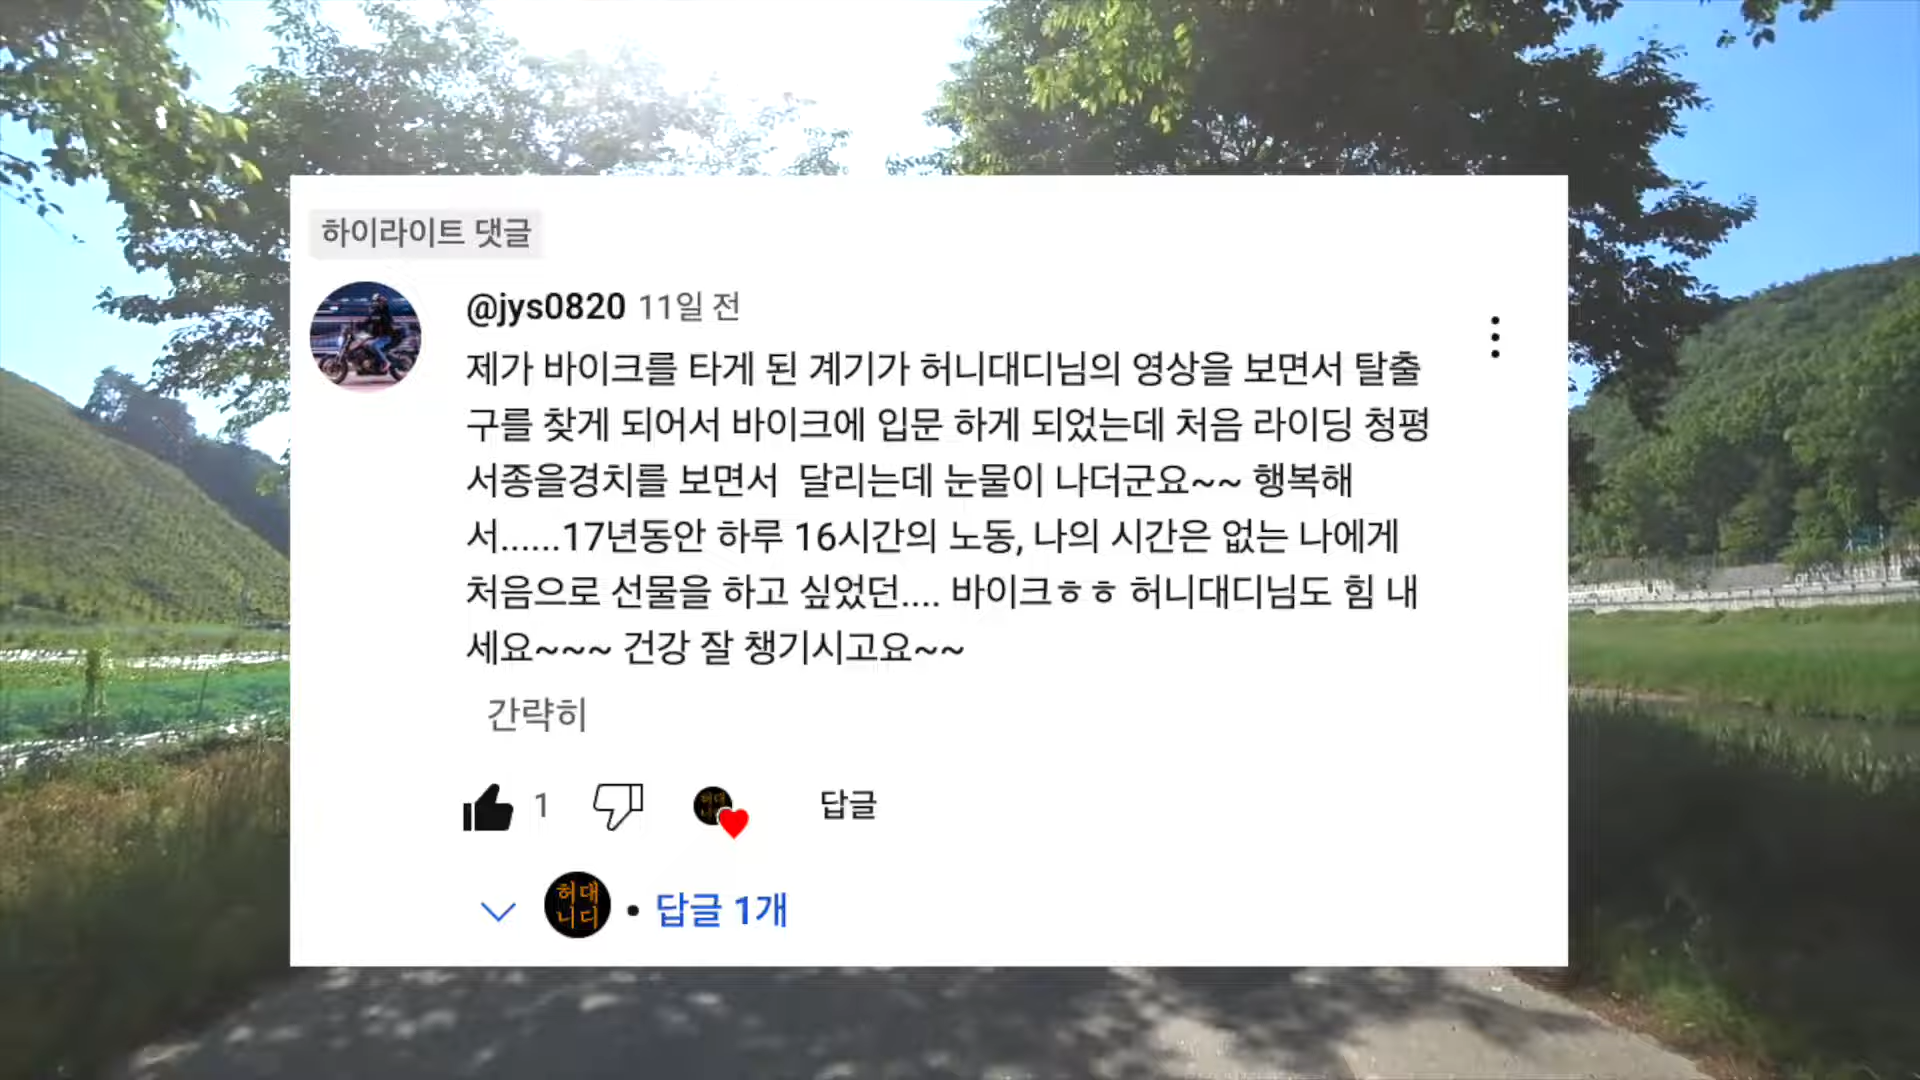 하이라이트 댓글
@jys0820 11일 전
제가 바이크를 타게 된 계기가 허니대디님의 영상을 보면서 탈출
구를 찾게 되어서 바이크에 입문 하게 되었는데 처음 라이딩 청평
서종을경치를 보면서  달리는데 눈물이 나더군요~~ 행복해
서......17년동안 하루 16시간의 노동, 나의 시간은 없는 나에게
처음으로 선물을 하고 싶었던.... 바이크ㅎㅎ 허니대디님도 힘 내
세요~~~ 건강 잘 챙기시고요~~
간략히
1
답글
허대
니디
• 답글 1개